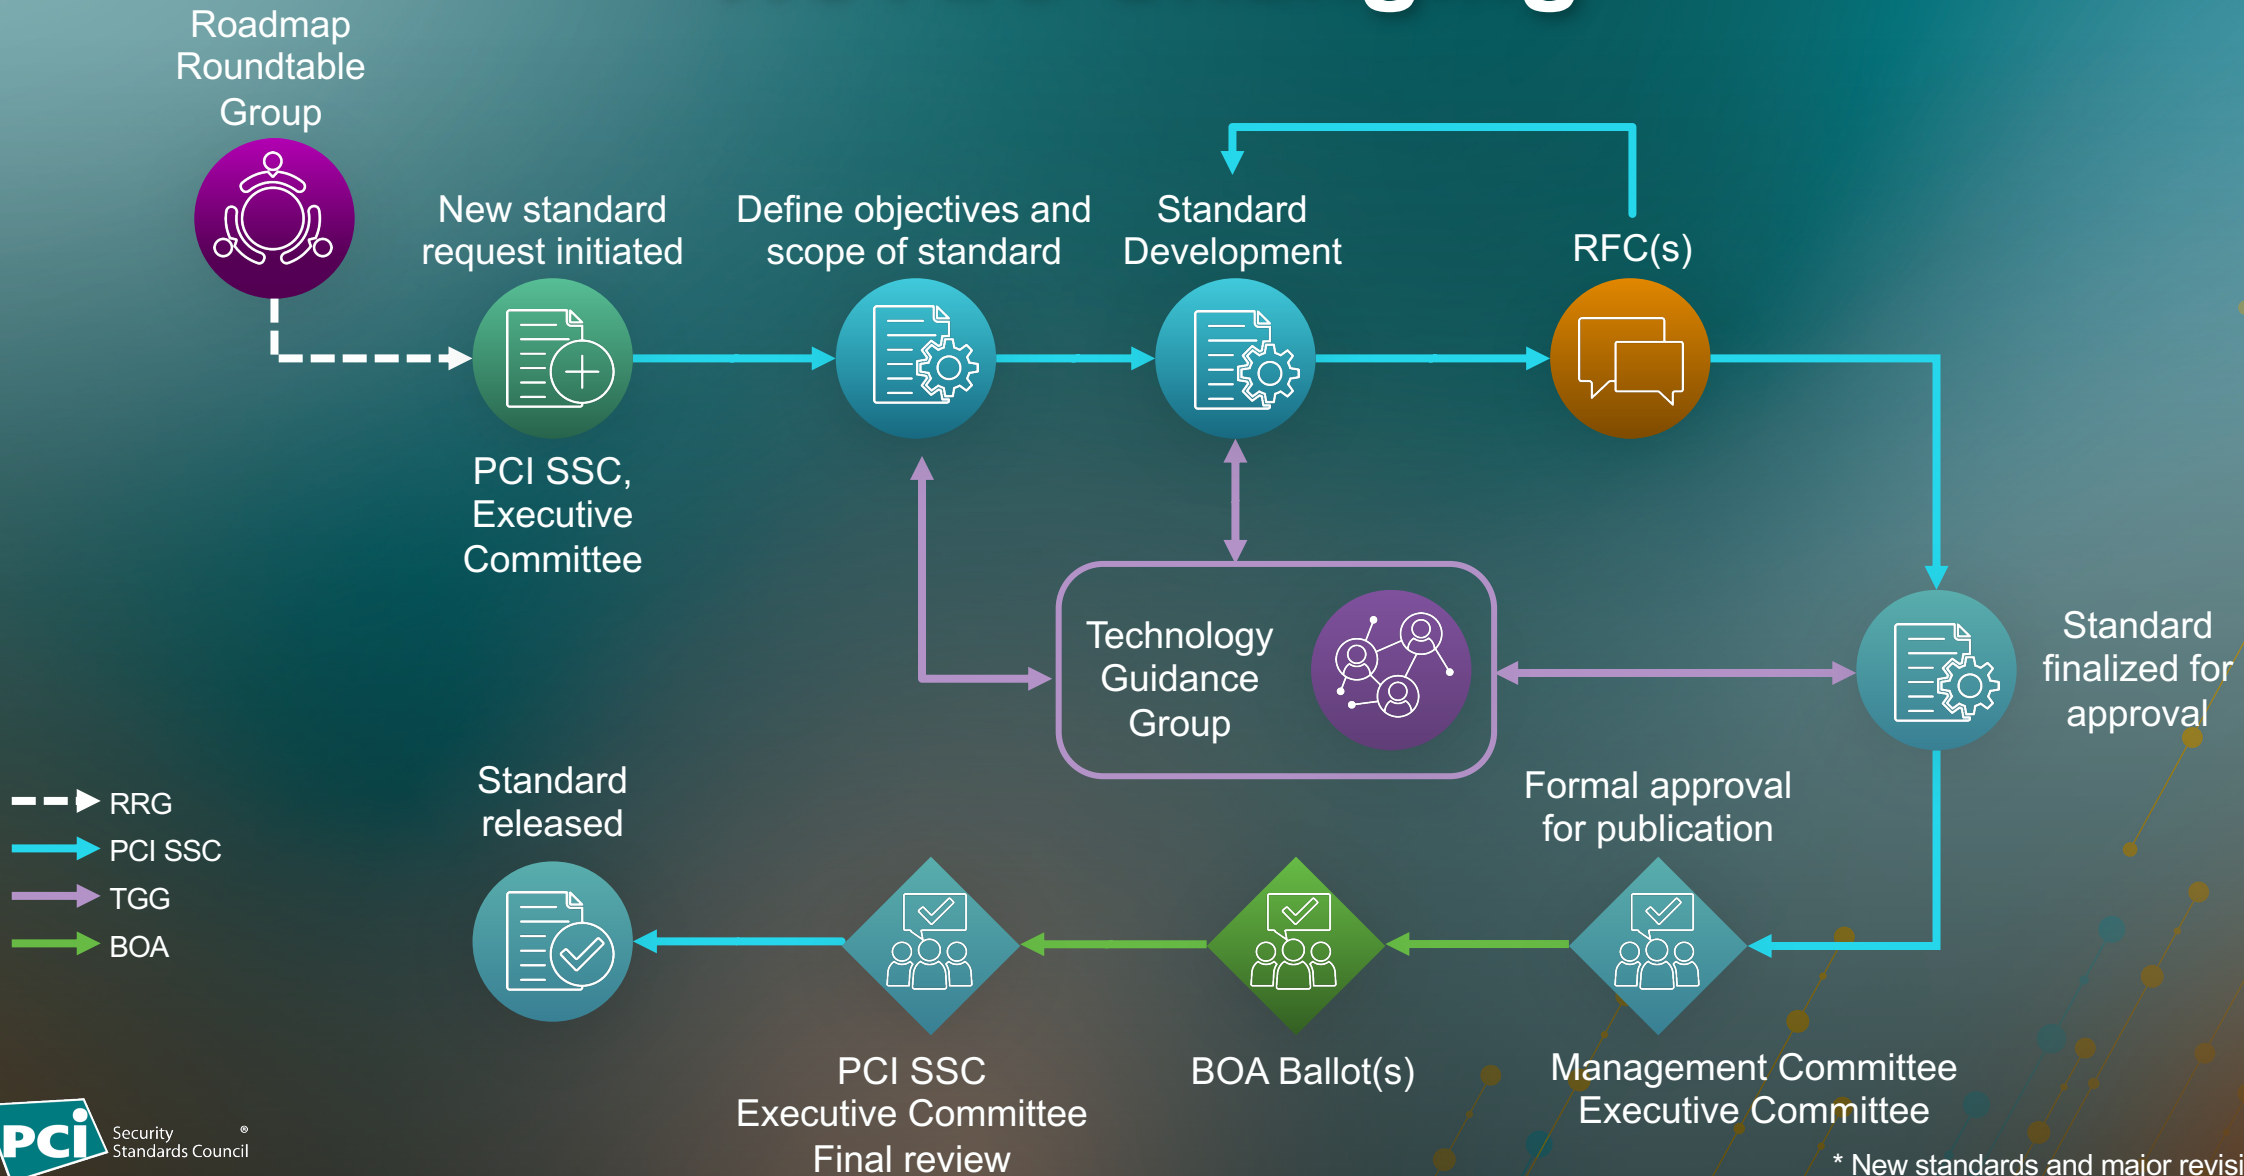 Roadmap
Roundtable
Group
New standard
request initiated
Define objectives and
scope of standard
Standard
Development
RFC(s)
PCI SSC,
Executive
Committee
Technology
Guidance
Group
Standard
finalized for
approval
Standard
released
Formal approval
for publication
RRG
PCI SSC
TGG
BOA
PCI SSC
Executive Committee
Final review
BOA Ballot(s)
Management Committee
Executive Committee
PCi
Security ®
Standards Council
* New standards and major